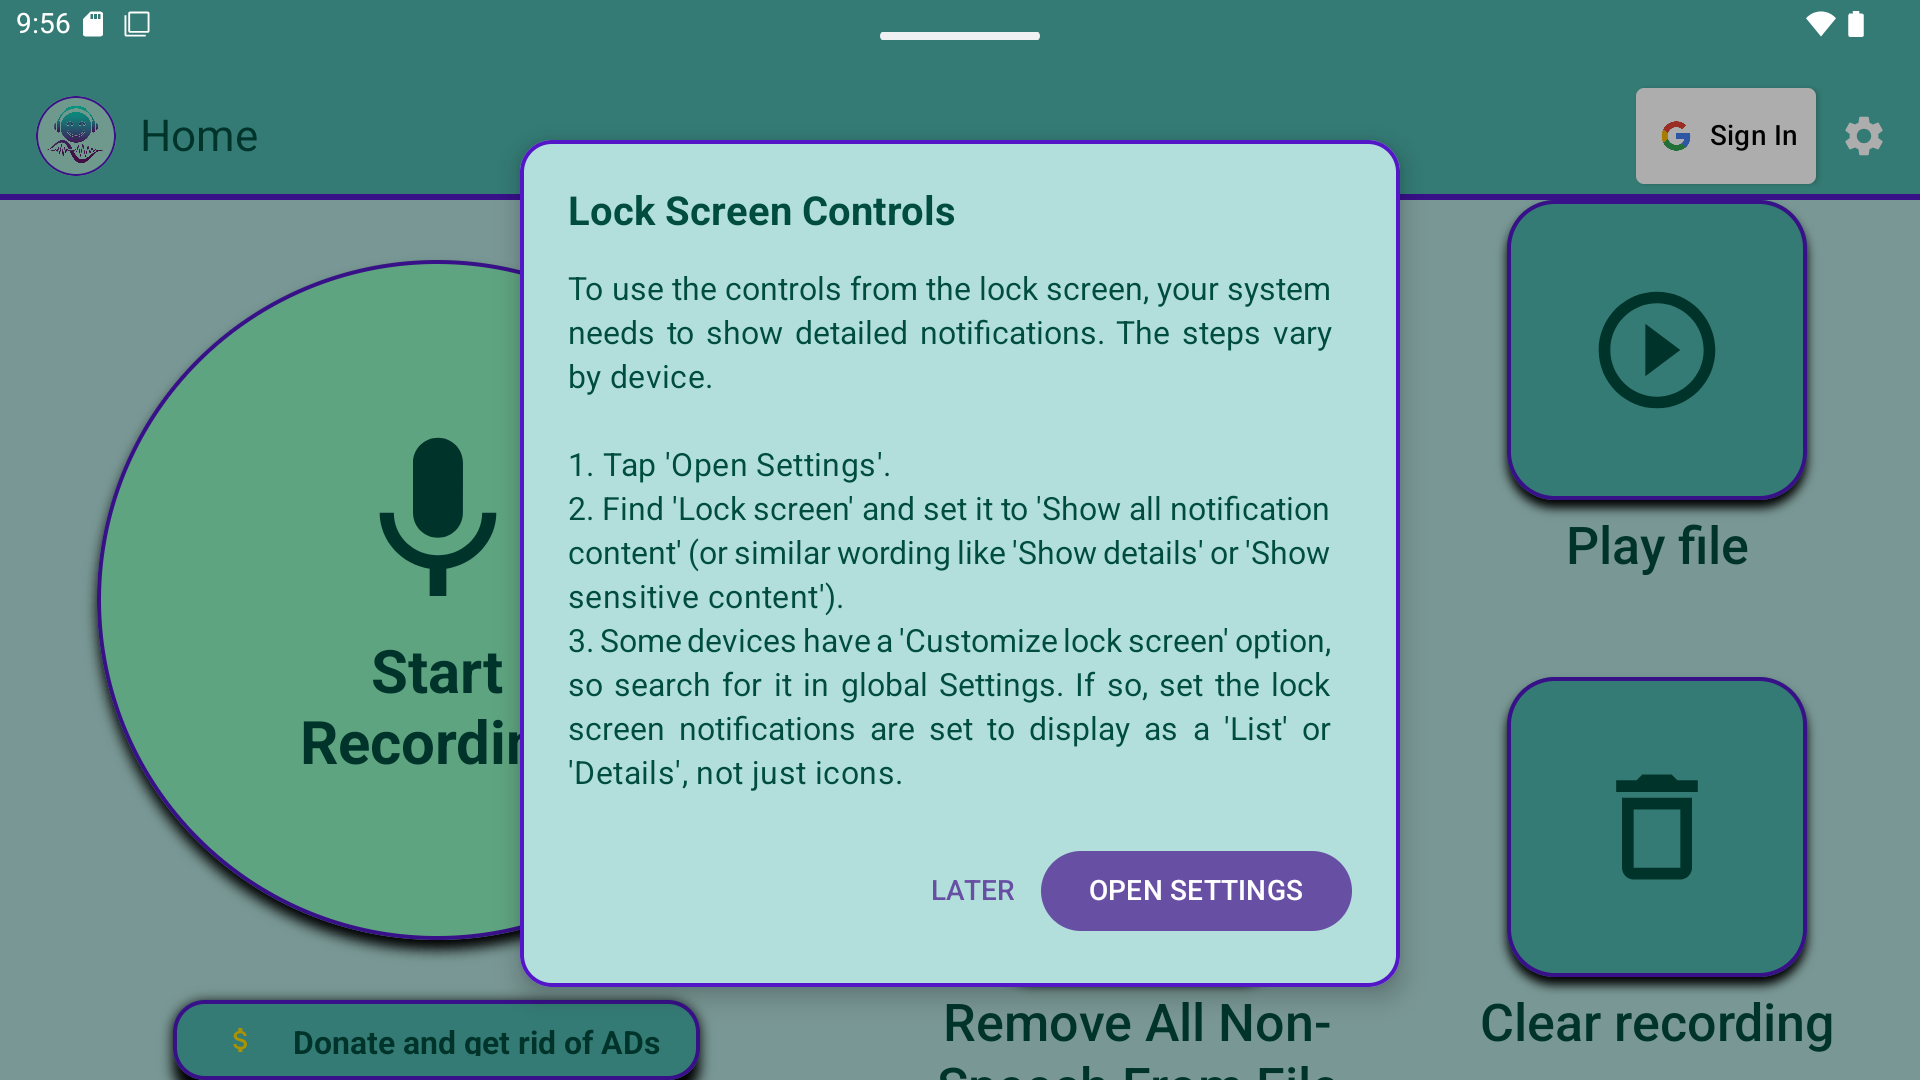 9:56
Home
Sign In
Lock Screen Controls
To use the controls from the lock screen, your system
needs to show detailed notifications. The steps vary
by device.
1. Tap 'Open Settings'.
2. Find 'Lock screen' and set it to 'Show all notification
content' (or similar wording like 'Show details' or 'Show
sensitive content').
3. Some devices have a 'Customize lock screen' option,
so search for it in global Settings. If so, set the lock
screen notifications are set to display as a 'List' or
'Details', not just icons.
LATER
OPEN SETTINGS
Start
Play file
Donate and get rid of ADs
Remove All Non-
Speech From File
Clear recording